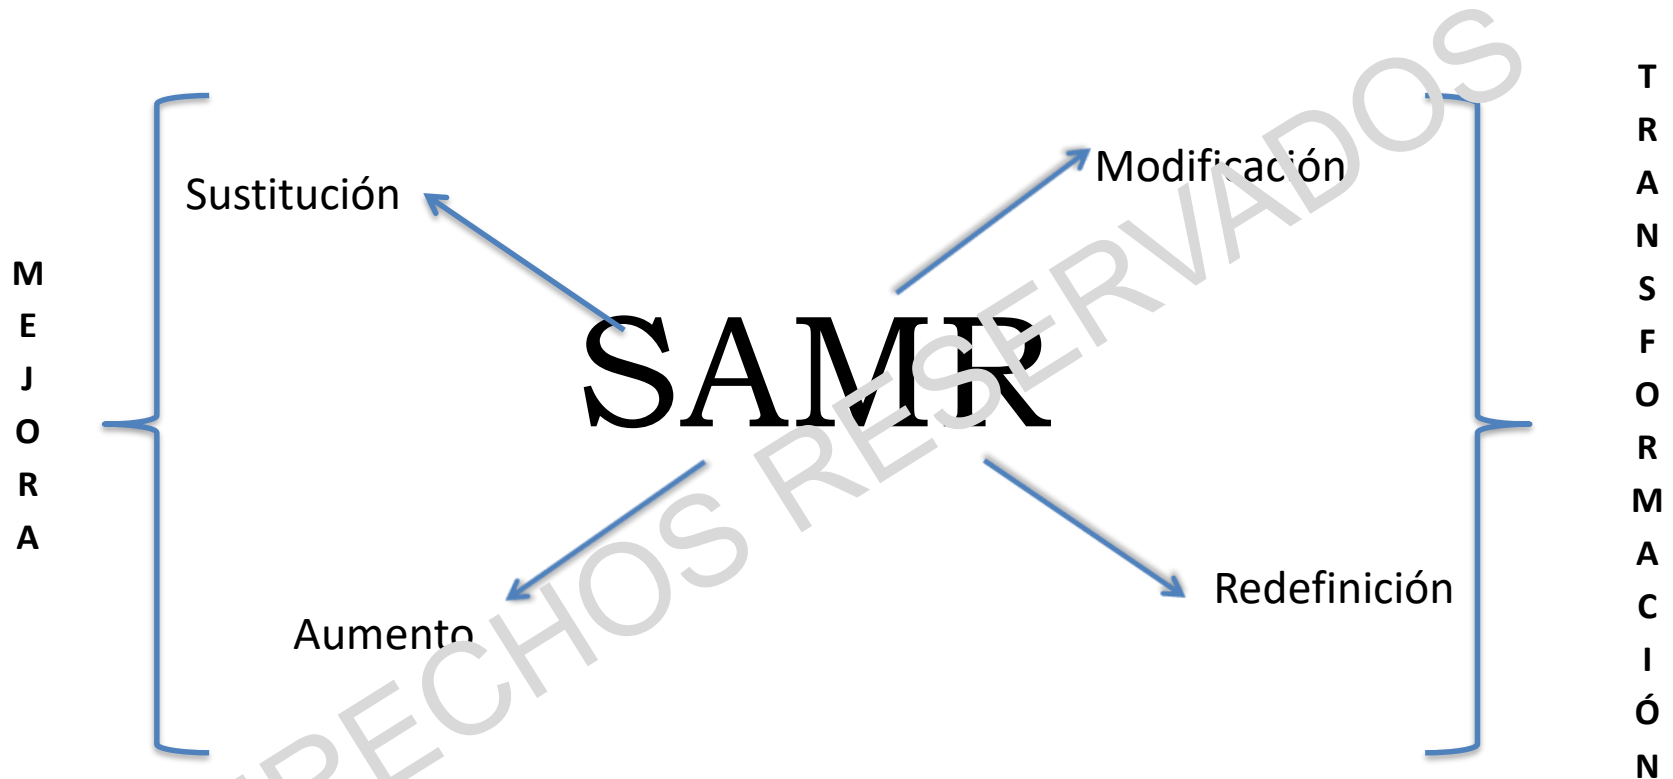 MEJORA
Sustitución
Aumento
SAMR
Modificación
Redefinición
TRANSFORMACIÓN
RECHOS RESERVADOS